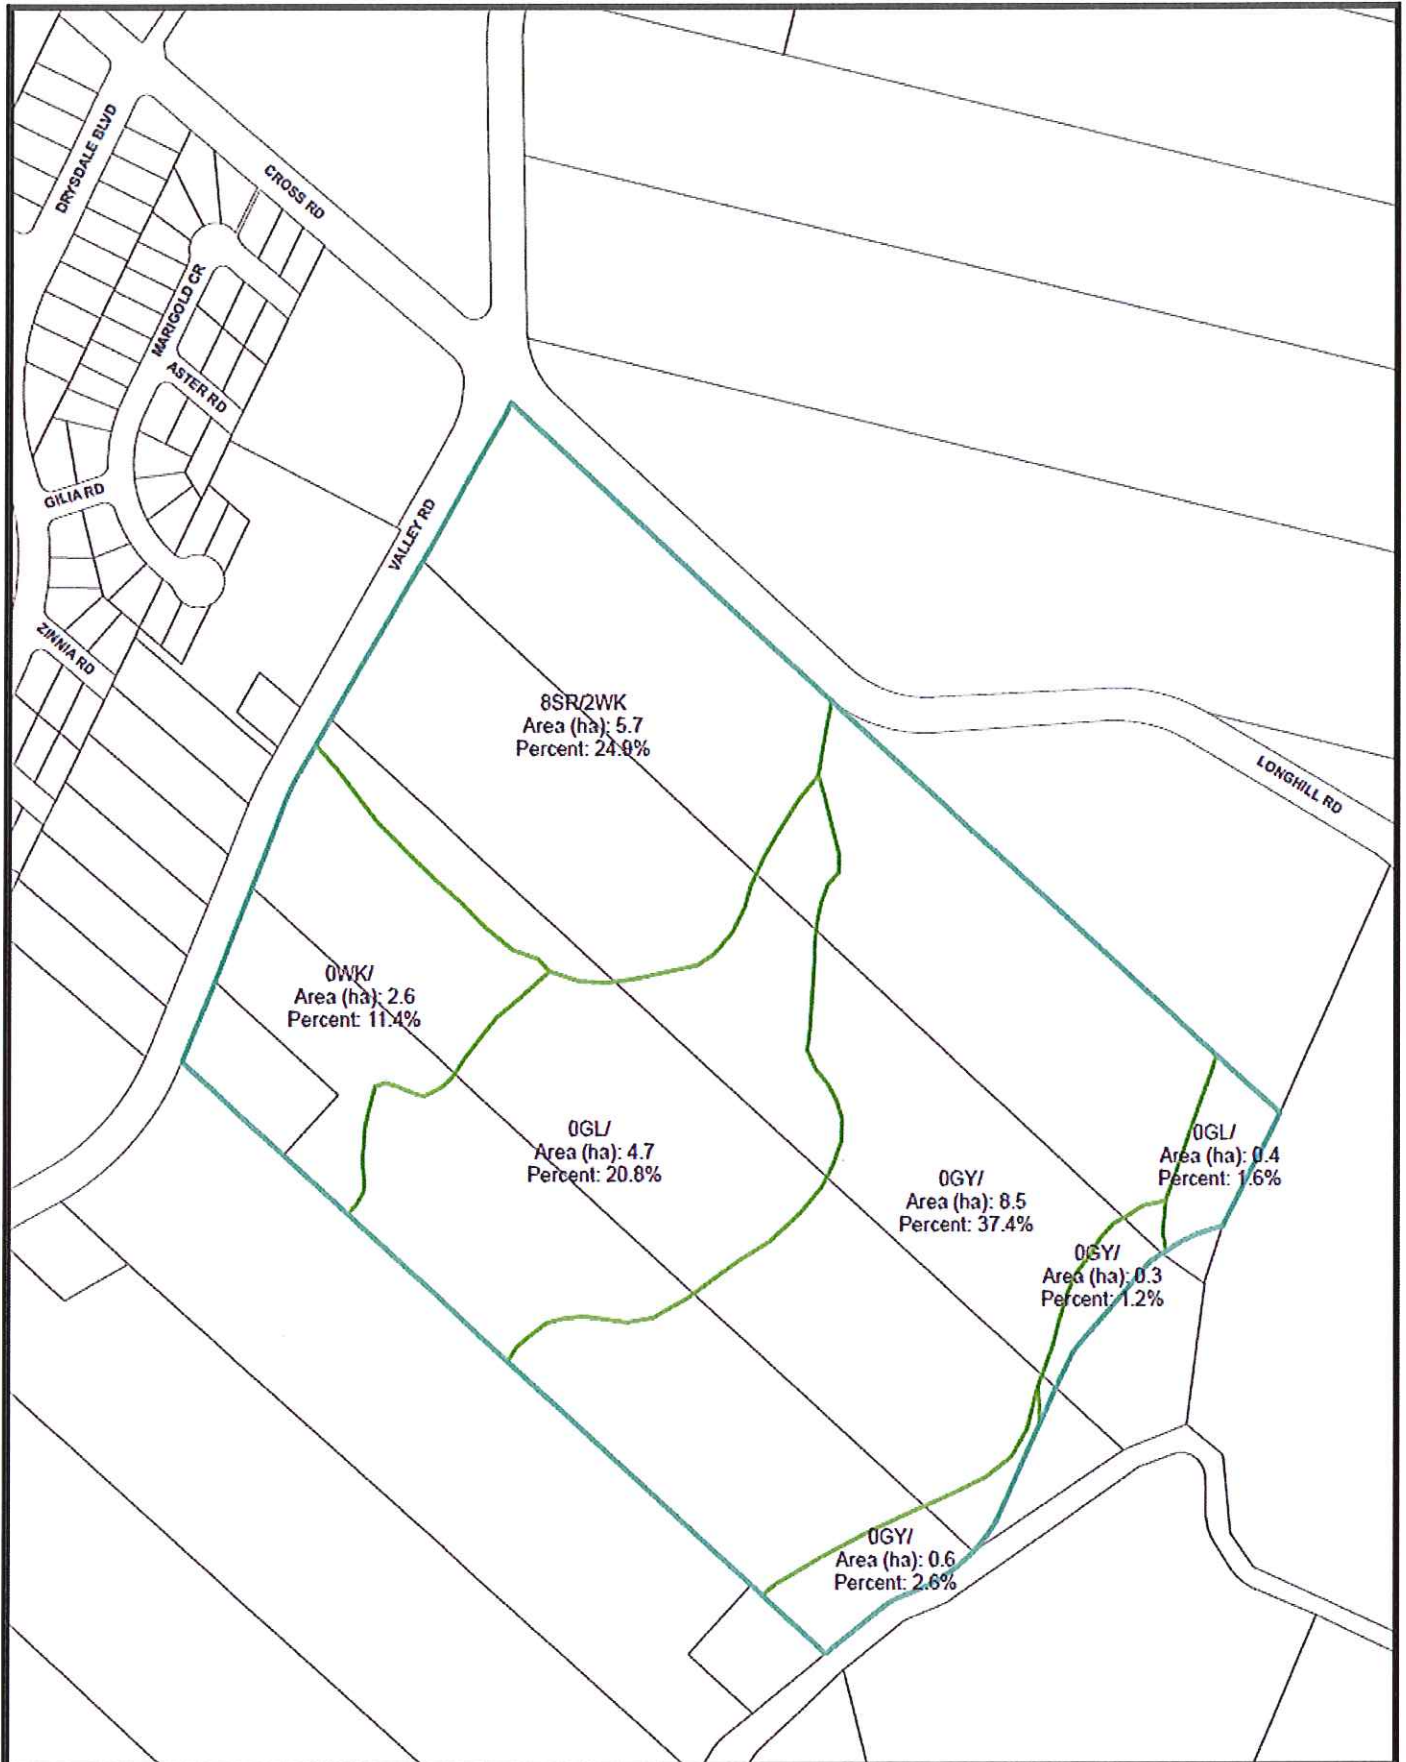 DRYSDALE BLVD
CROSS RD
MARIGOLD CR
ASTER RD
GILIA RD
VALLEY RD
ZINNIA RD
8SR/2WK
Area (ha): 5.7
Percent: 24.9%
LONGHILL RD
0WK/
Area (ha): 2.6
Percent: 11.4%
0GL/
Area (ha): 4.7
Percent: 20.8%
0GY/
Area (ha): 8.5
Percent: 37.4%
0GL/
Area (ha): 0.4
Percent: 1.6%
0GY/
Area (ha): 0.3
Percent: 1.2%
0GY/
Area (ha): 0.6
Percent: 2.6%